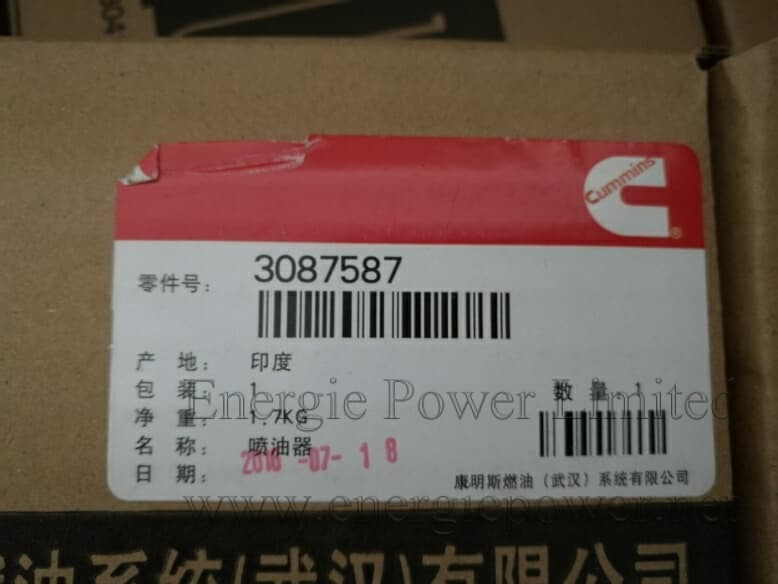 Cummins
®
零件号: 3087587
产 地: 印度
包 装: 1
数 量: 1
净 重: 1.7KG
名 称: 喷油器
日 期: 2018 -07- 18
康明斯燃油 (武汉) 系统有限公司
Energie Power Limited
www.energiepower.net
油系统(武汉)有限公司